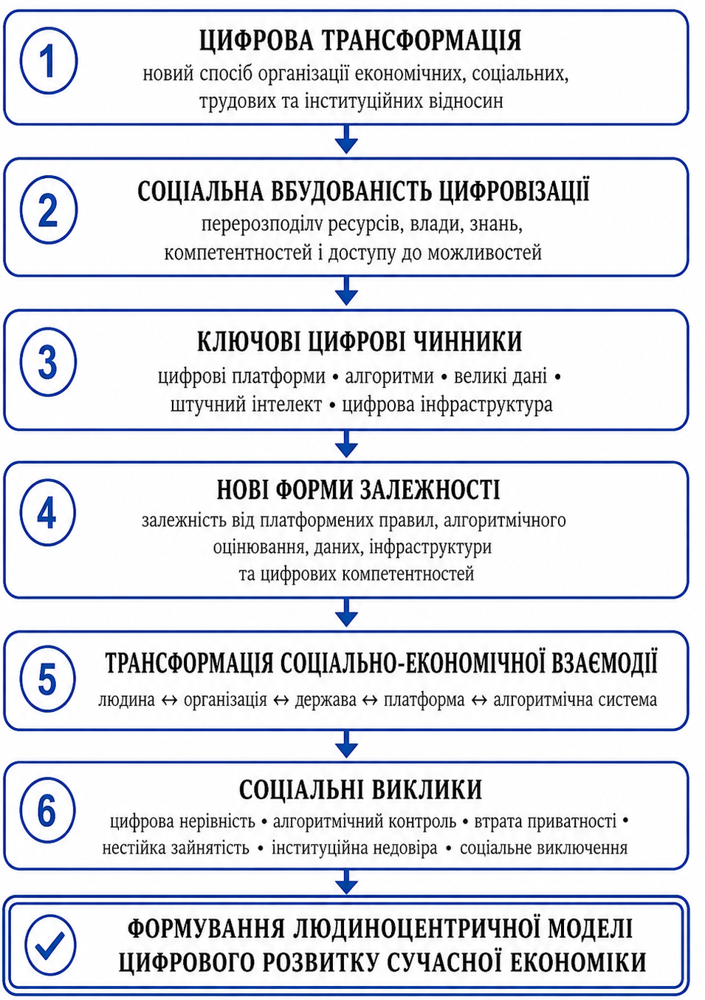 1
ЦИФРОВА ТРАНСФОРМАЦІЯ
новий спосіб організації економічних, соціальних,
трудових та інституційних відносин
2
СОЦІАЛЬНА ВБУДОВАНІСТЬ ЦИФРОВІЗАЦІЇ
перерозподілv ресурсів, влади, знань,
компетентностей і доступу до можливостей
3
КЛЮЧОВІ ЦИФРОВІ ЧИННИКИ
цифрові платформи • алгоритми • великі дані •
штучний інтелект • цифрова інфраструктура
4
НОВІ ФОРМИ ЗАЛЕЖНОСТІ
залежність від платформених правил, алгоритмічного
оцінювання, даних, інфраструктури
та цифрових компетентностей
5
ТРАНСФОРМАЦІЯ СОЦІАЛЬНО-ЕКОНОМІЧНОЇ ВЗАЄМОДІЇ
людина ↔ організація ↔ держава ↔ платформа ↔ алгоритмічна система
6
СОЦІАЛЬНІ ВИКЛИКИ
цифрова нерівність • алгоритмічний контроль • втрата приватності •
нестійка зайнятість • інституційна недовіра • соціальне виключення
ФОРМУВАННЯ ЛЮДИНОЦЕНТРИЧНОЇ МОДЕЛІ
ЦИФРОВОГО РОЗВИТКУ СУЧАСНОЇ ЕКОНОМІКИ